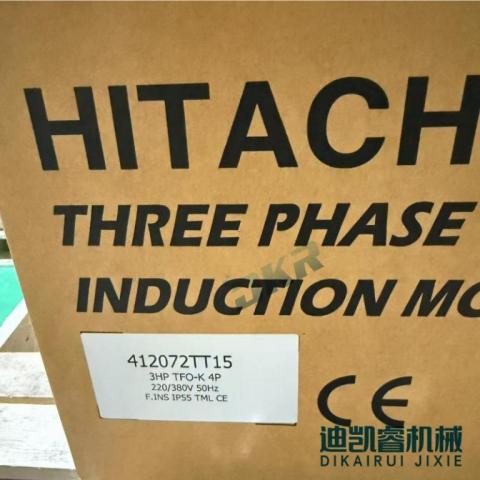 HITACH
THREE PHASE
INDUCTION MO
DKR
412072TT15
3HP TFO-K 4P
220/380V 50Hz
F.INS IP55 TML CE
CE
迪凯睿机械
DIKAIRUI JIXIE